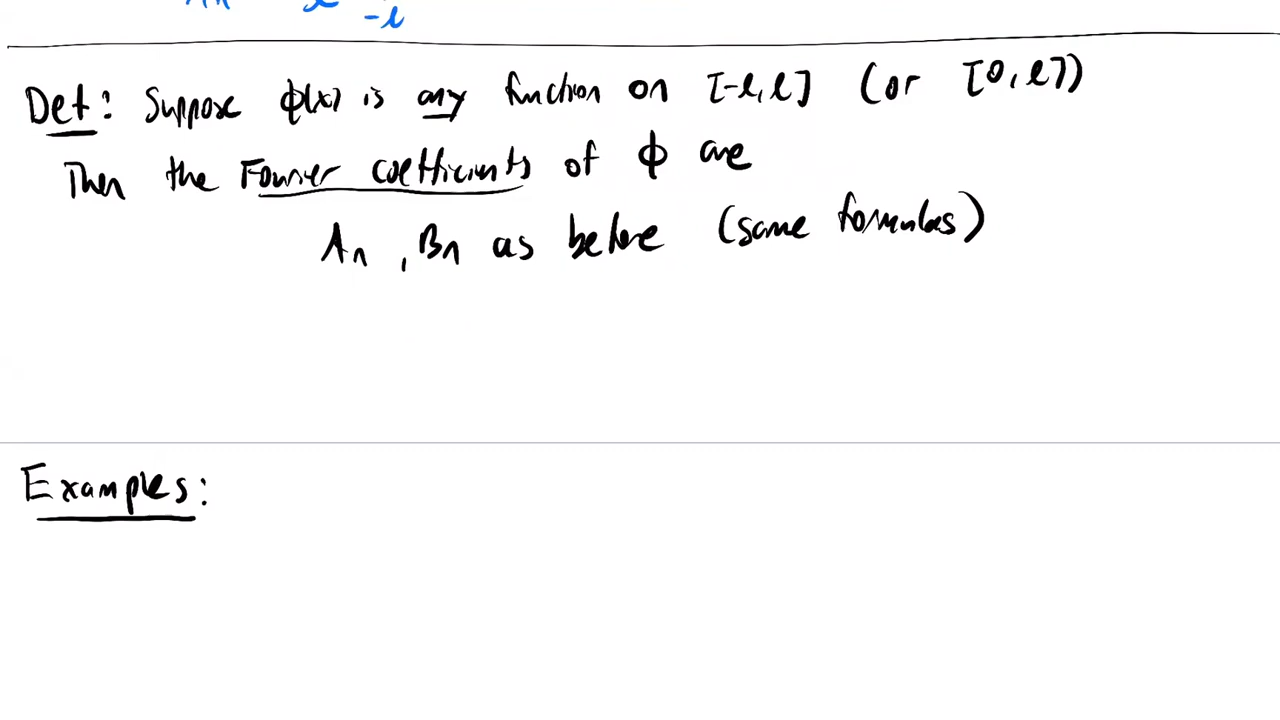 -l
Def: Suppose ϕ(x) is any function on [-l, l] (or [0, l])
Then the Fourier coefficients of ϕ are
An, Bn as before (same formulas)
Examples: